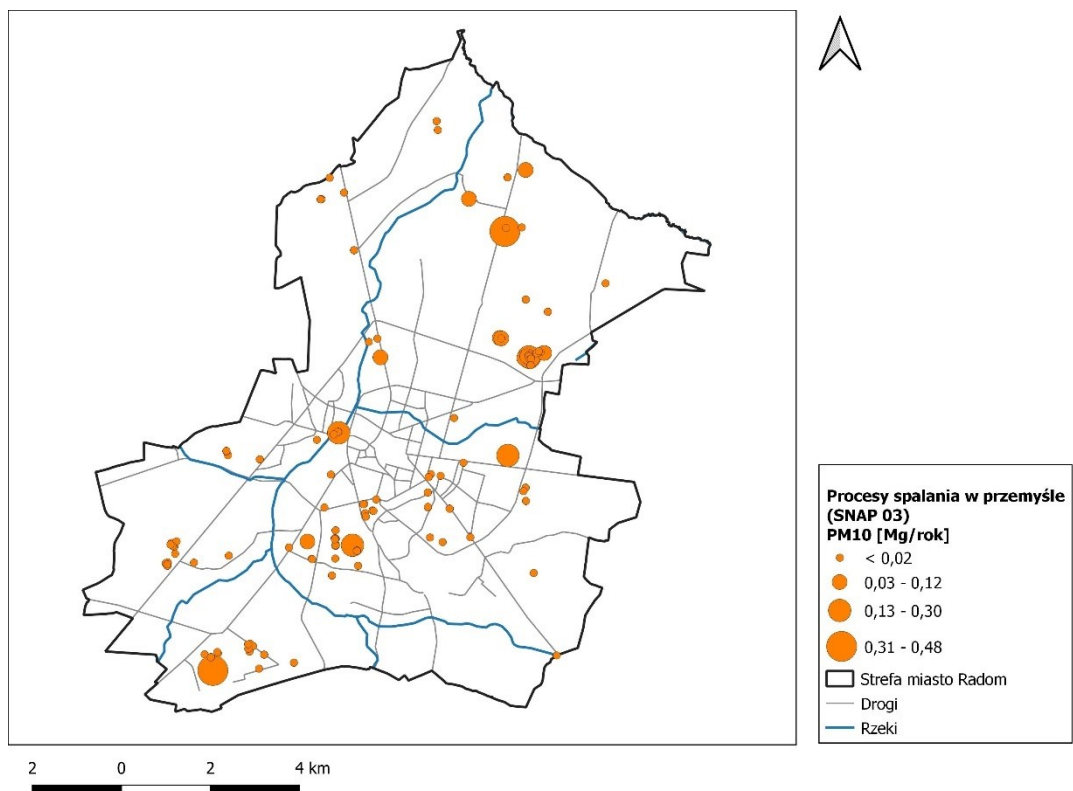 Procesy spalania w przemyśle
(SNAP 03)
PM10 [Mg/rok]
< 0,02
0,03 - 0,12
0,13 - 0,30
0,31 - 0,48
Strefa miasto Radom
Drogi
Rzeki
2 0 2 4 km